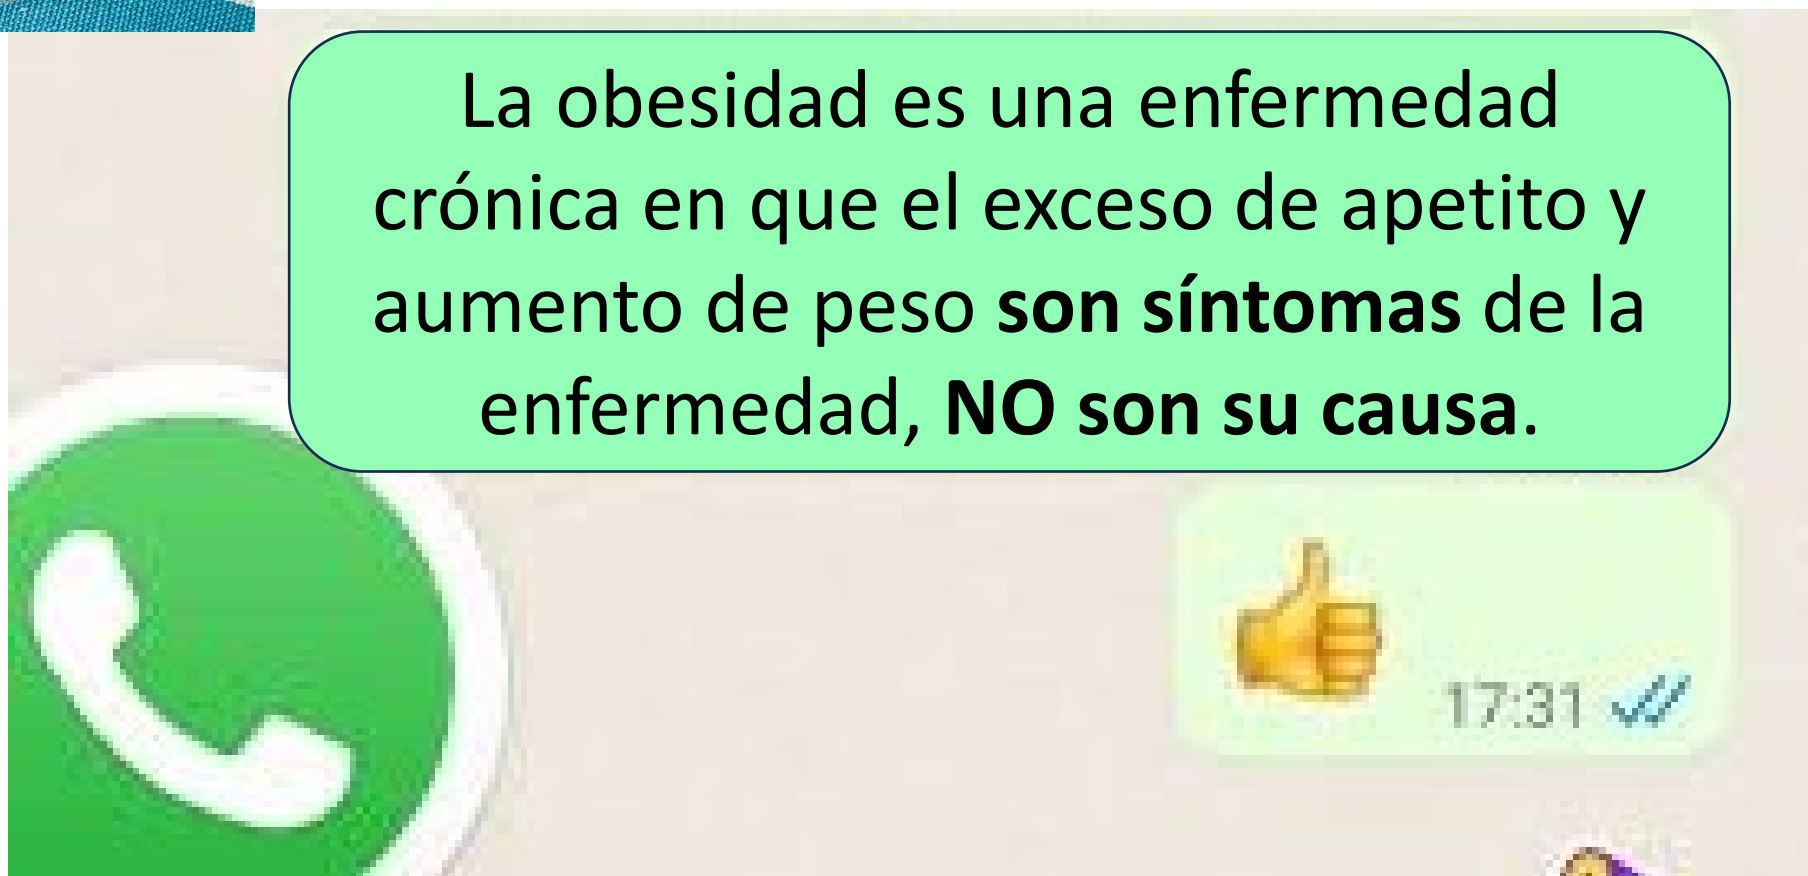 La obesidad es una enfermedad
crónica en que el exceso de apetito y
aumento de peso son síntomas de la
enfermedad, NO son su causa.
17:31